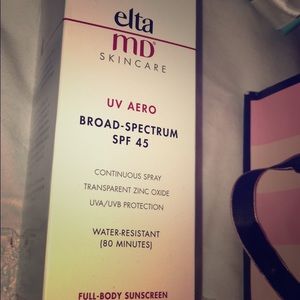 elta
MD
SKINCARE
UV AERO
BROAD-SPECTRUM
SPF 45
CONTINUOUS SPRAY
TRANSPARENT ZINC OXIDE
UVA/UVB PROTECTION
WATER-RESISTANT
(80 MINUTES)
FULL-BODY SUNSCREEN